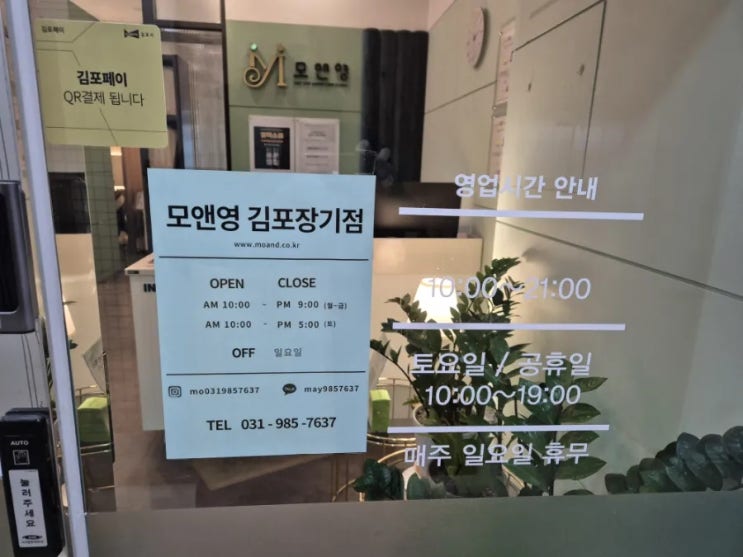 김포페이
김포시
김포페이
QR결제 됩니다
모앤영
모앤영 김포장기점
www.moand.co.kr
OPEN CLOSE
AM 10:00 - PM 9:00 (월-금)
AM 10:00 - PM 5:00 (토)
OFF 일요일
mo0319857637 may9857637
TEL 031 - 985 -7637
영업시간 안내
10:00~21:00
토요일 / 공휴일
10:00~19:00
매주 일요일 휴무
IN
AUTO
눌러주세요